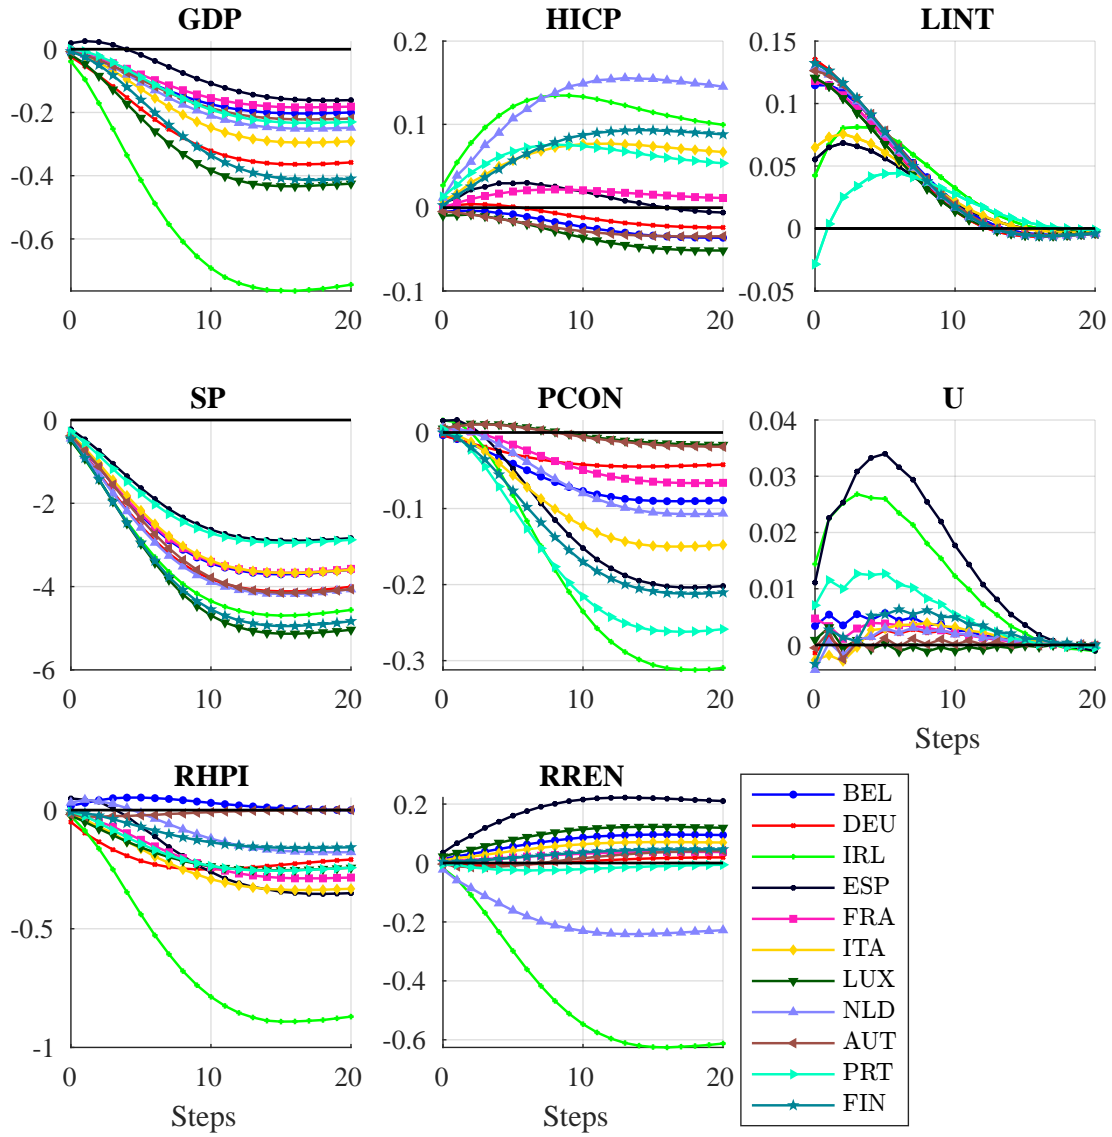 GDP HICP LINT
0 0.2 0.15
-0.2 0.1 0.1
-0.4 0 0.05
-0.6 -0.1 0
-0.05
0 10 20 0 10 20 0 10 20
SP PCON U
0 0 0.04
-2 -0.1 0.03
-4 -0.2 0.02
-6 -0.3 0.01
0
0 10 20 0 10 20 0 10 20
Steps
RHPI RREN
0 0.2
-0.5 0
-1 -0.2
-0.4
-0.6
0 10 20 0 10 20
Steps Steps
BEL
DEU
IRL
ESP
FRA
ITA
LUX
NLD
AUT
PRT
FIN